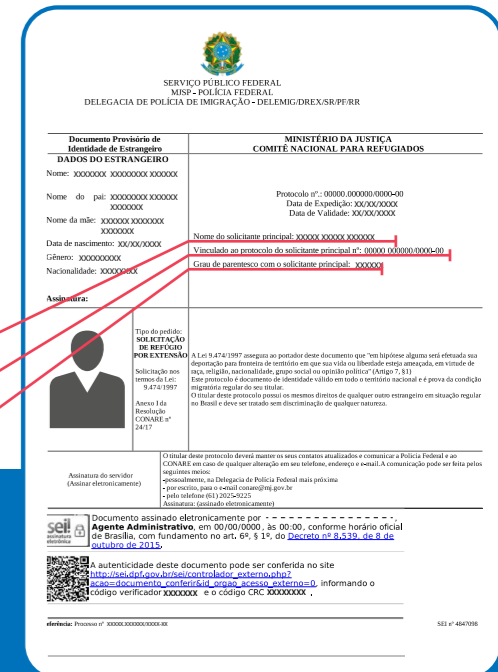 SERVIÇO PÚBLICO FEDERAL
MJSP - POLÍCIA FEDERAL
DELEGACIA DE POLÍCIA DE IMIGRAÇÃO - DELEMIG/DREX/SR/PF/RR
Documento Provisório de
Identidade de Estrangeiro
MINISTÉRIO DA JUSTIÇA
COMITÊ NACIONAL PARA REFUGIADOS
DADOS DO ESTRANGEIRO
Nome: XXXXXXX XXXXXXXX XXXXXX
Nome do pai: XXXXXXXX XXXXXX
XXXXXXX
Nome da mãe: XXXXXX XXXXXXX
XXXXXXX
Data de nascimento: XX/XX/XXXX
Gênero: XXXXXXXXX
Nacionalidade: XXXXXXXX
Assinatura:
Protocolo nº.: 00000.000000/0000-00
Data de Expedição: XX/XX/XXXX
Data de Validade: XX/XX/XXXX
Nome do solicitante principal: XXXXX XXXXX XXXXXX
Vinculado ao protocolo do solicitante principal nº: 00000 000000/0000-00
Grau de parentesco com o solicitante principal: XXXXXX
Tipo do pedido:
SOLICITAÇÃO
DE REFÚGIO
POR EXTENSÃO
Solicitação nos
termos da Lei:
9.474/1997
Anexo I da
Resolução
CONARE nº
24/17
A Lei 9.474/1997 assegura ao portador deste documento que "em hipótese alguma será efetuada sua
deportação para fronteira de território em que sua vida ou liberdade esteja ameaçada, em virtude de
raça, religião, nacionalidade, grupo social ou opinião política" (Artigo 7, §1)
Este protocolo é documento de identidade válido em todo o território nacional e é prova da condição
migratória regular do seu titular.
O titular deste protocolo possui os mesmos direitos de qualquer outro estrangeiro em situação regular
no Brasil e deve ser tratado sem discriminação de qualquer natureza.
Assinatura do servidor
(Assinar eletronicamente)
O titular deste protocolo deverá manter os seus contatos atualizados e comunicar a Polícia Federal e ao
CONARE em caso de qualquer alteração em seu telefone, endereço e e-mail.A comunicação pode ser feita pelos
seguintes meios:
-pessoalmente, na Delegacia de Polícia Federal mais próxima
- por escrito, para o e-mail conare@mj.gov.br
- pelo telefone (61) 2025-9225
Assinatura: (assinado eletronicamente)
sei!
assinatura
eletrônica
Documento assinado eletronicamente por - - - - - - - - - - - - - - - - - ,
Agente Administrativo, em 00/00/0000, às 00:00, conforme horário oficial
de Brasília, com fundamento no art. 6º, § 1º, do Decreto nº 8.539, de 8 de
outubro de 2015.
A autenticidade deste documento pode ser conferida no site
http://sei.dpf.gov.br/sei/controlador_externo.php?
acao=documento_conferir&id_orgao_acesso_externo=0, informando o
código verificador XXXXXXX e o código CRC XXXXXXXX .
eferência: Processo nº XXXXX.XXXXXX/XXXX-XX
SEI nº 4847098